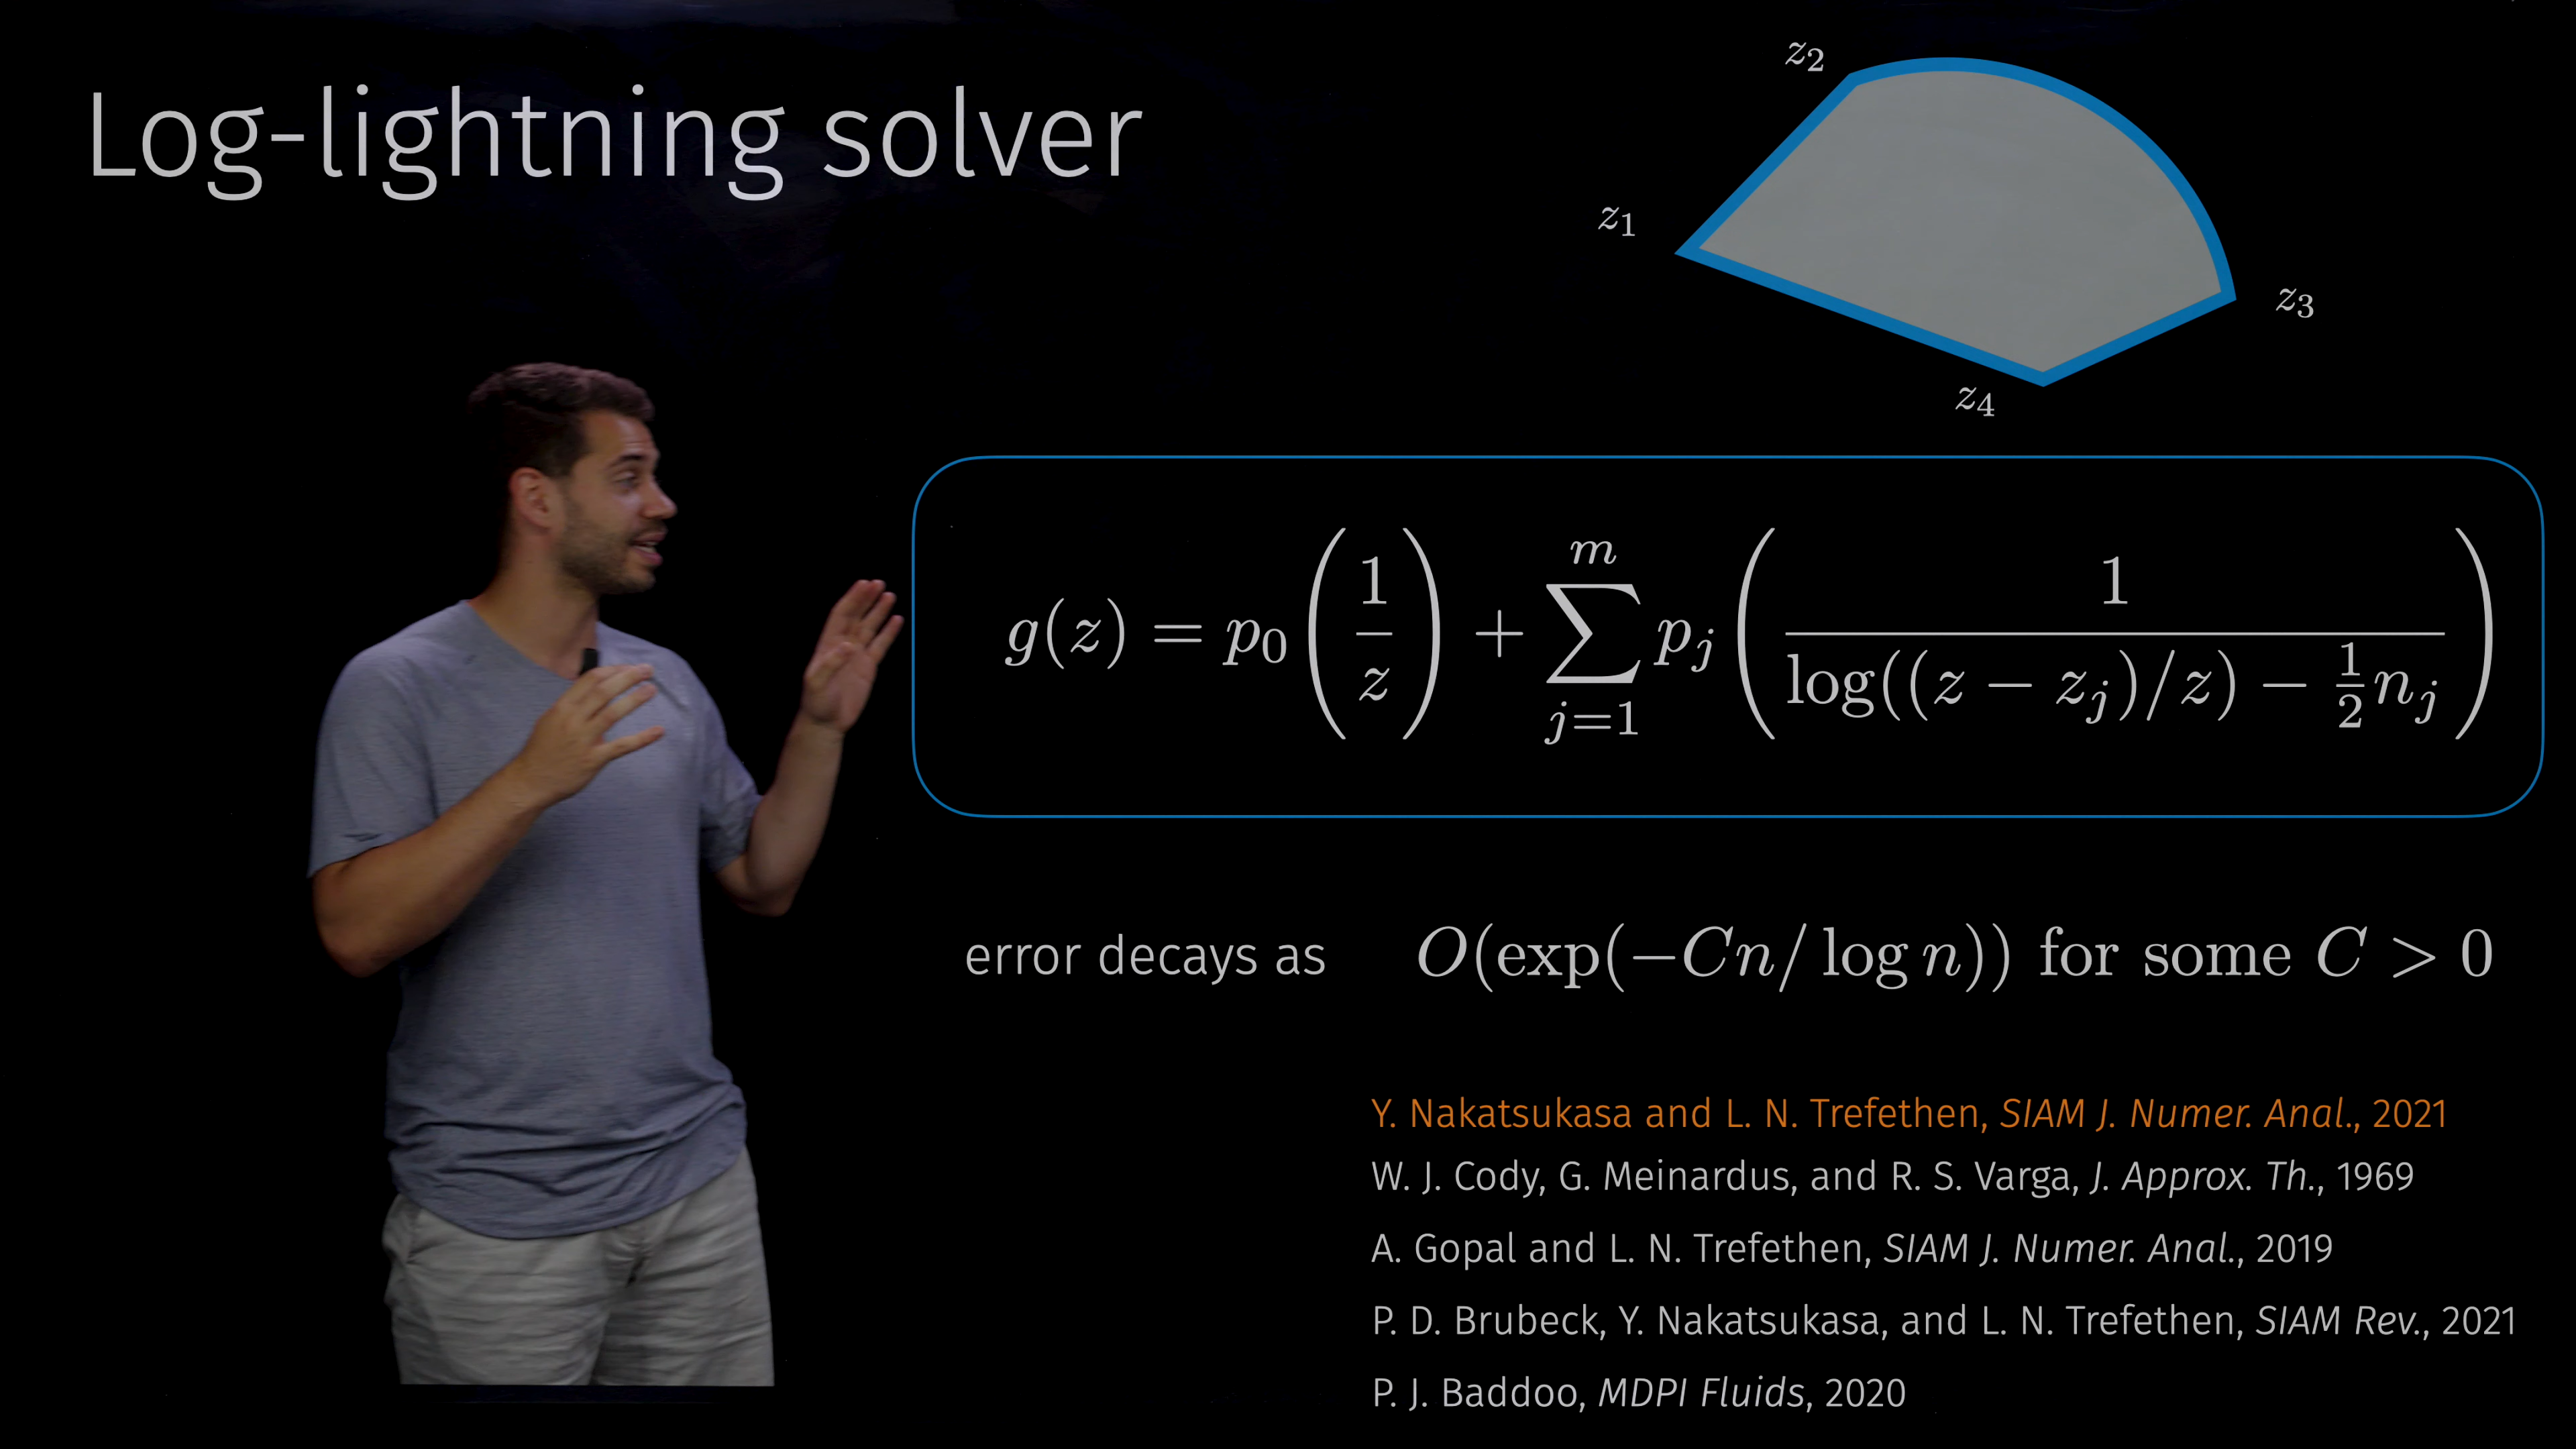 Log-lightning solver
z₂
z₁
z₃
z₄
g(z) = p₀(1/z) + ∑_{j=1}^{m} p_j(1/(log((z − z_j)/z) − ½n_j))
error decays as O(exp(−Cn/ log n)) for some C > 0
Y. Nakatsukasa and L. N. Trefethen, SIAM J. Numer. Anal., 2021
W. J. Cody, G. Meinardus, and R. S. Varga, J. Approx. Th., 1969
A. Gopal and L. N. Trefethen, SIAM J. Numer. Anal., 2019
P. D. Brubeck, Y. Nakatsukasa, and L. N. Trefethen, SIAM Rev., 2021
P. J. Baddoo, MDPI Fluids, 2020